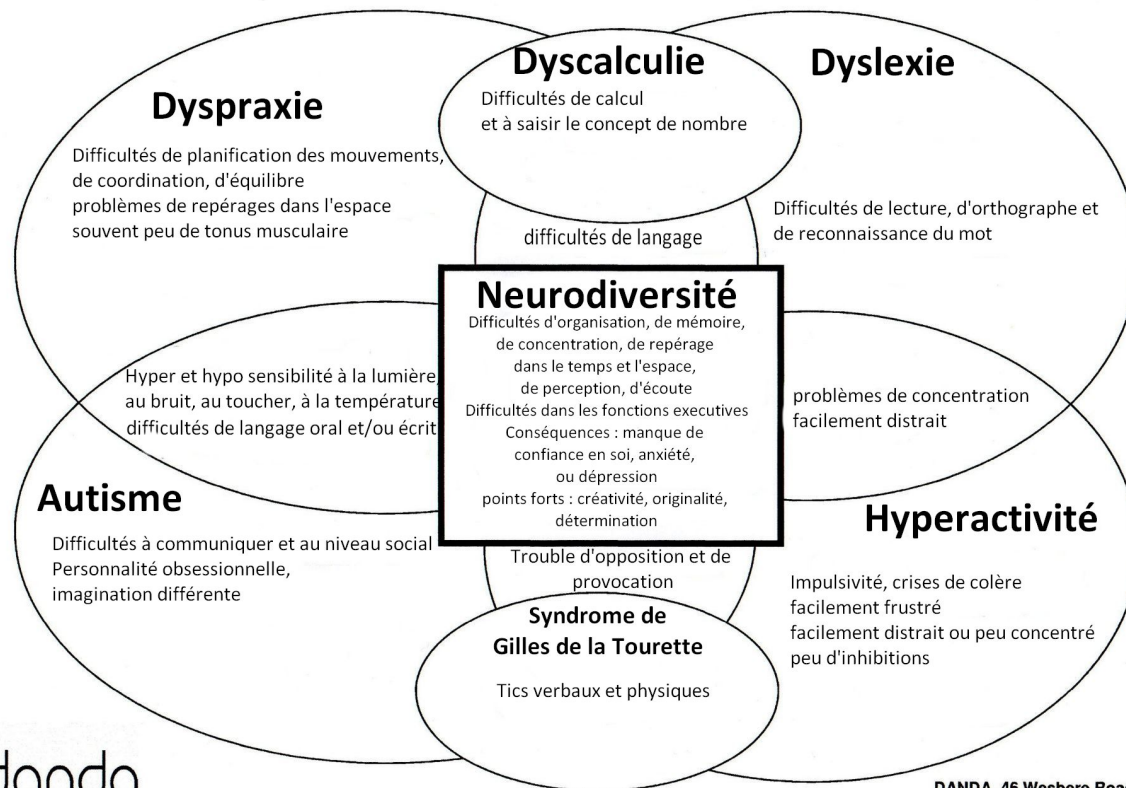 Dyscalculie
Difficultés de calcul
et à saisir le concept de nombre
Dyslexie
Difficultés de lecture, d'orthographe et
de reconnaissance du mot
Dyspraxie
Difficultés de planification des mouvements,
de coordination, d'équilibre
problèmes de repérages dans l'espace
souvent peu de tonus musculaire
difficultés de langage
Neurodiversité
Difficultés d'organisation, de mémoire,
de concentration, de repérage
dans le temps et l'espace,
de perception, d'écoute
Difficultés dans les fonctions executives
Conséquences : manque de
confiance en soi, anxiété,
ou dépression
points forts : créativité, originalité,
détermination
Hyper et hypo sensibilité à la lumière,
au bruit, au toucher, à la température
difficultés de langage oral et/ou écrit
problèmes de concentration
facilement distrait
Autisme
Difficultés à communiquer et au niveau social
Personnalité obsessionnelle,
imagination différente
Hyperactivité
Impulsivité, crises de colère
facilement frustré
facilement distrait ou peu concentré
peu d'inhibitions
Trouble d'opposition et de
provocation
Syndrome de
Gilles de la Tourette
Tics verbaux et physiques
danda
DANDA, 46 Westbere Road